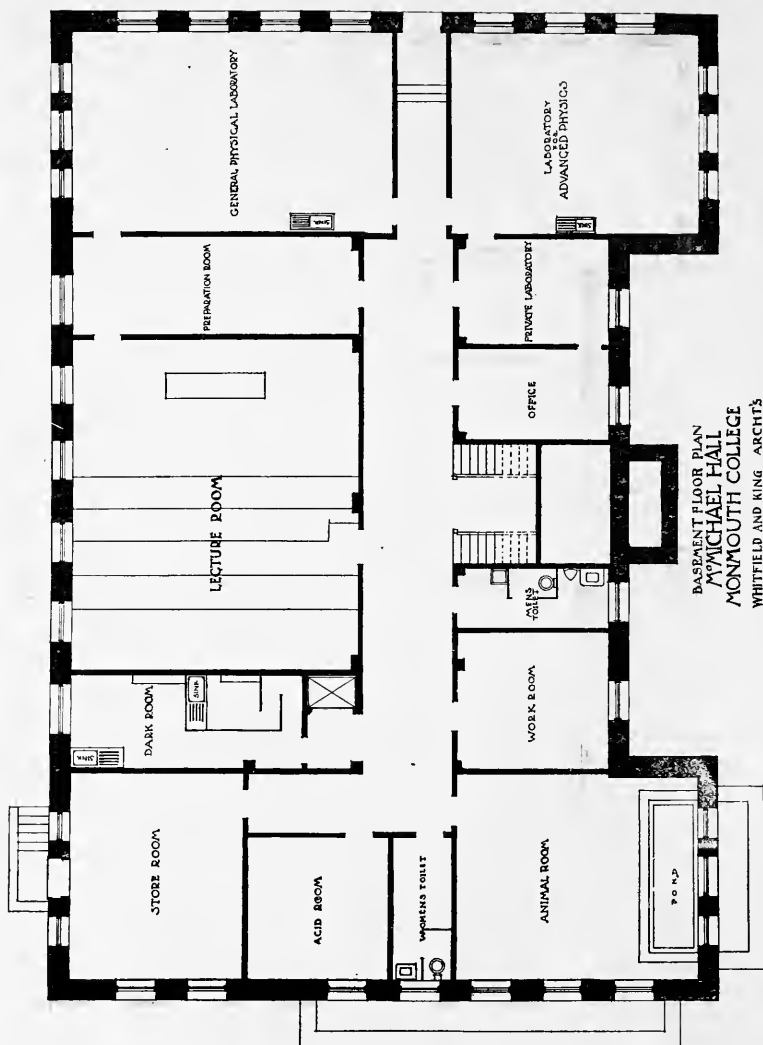 STORE ROOM
SINK
DARK ROOM
SINK
LECTURE ROOM
PREPARATION ROOM
GENERAL PHYSICAL LABORATORY
SINK
ACID ROOM
WOMENS TOILET
ANIMAL ROOM
WORK ROOM
MENS
TOILET
OFFICE
PRIVATE LABORATORY
LABORATORY
FOR
ADVANCED PHYSICS
SINK
POND
BASEMENT FLOOR PLAN
McMICHAEL HALL
MONMOUTH COLLEGE
WHITFIELD AND KING ARCHT'S